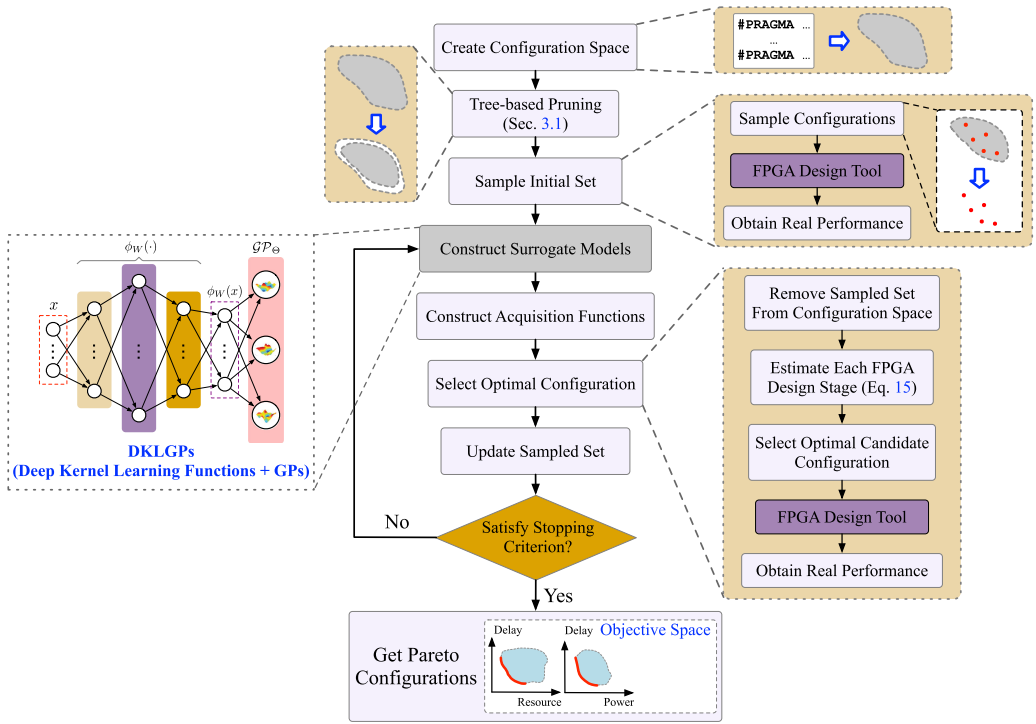 Create Configuration Space
#PRAGMA ...
...
#PRAGMA ...
Tree-based Pruning
(Sec. 3.1)
Sample Initial Set
Sample Configurations
FPGA Design Tool
Obtain Real Performance
Construct Surrogate Models
ϕ_W(·)
𝒢𝒫_Θ
x
ϕ_W(x)
DKLGPs
(Deep Kernel Learning Functions + GPs)
Construct Acquisition Functions
Select Optimal Configuration
Remove Sampled Set
From Configuration Space
Estimate Each FPGA
Design Stage (Eq. 15)
Select Optimal Candidate
Configuration
FPGA Design Tool
Obtain Real Performance
Update Sampled Set
Satisfy Stopping
Criterion?
No
Yes
Get Pareto
Configurations
Objective Space
Delay
Resource
Delay
Power